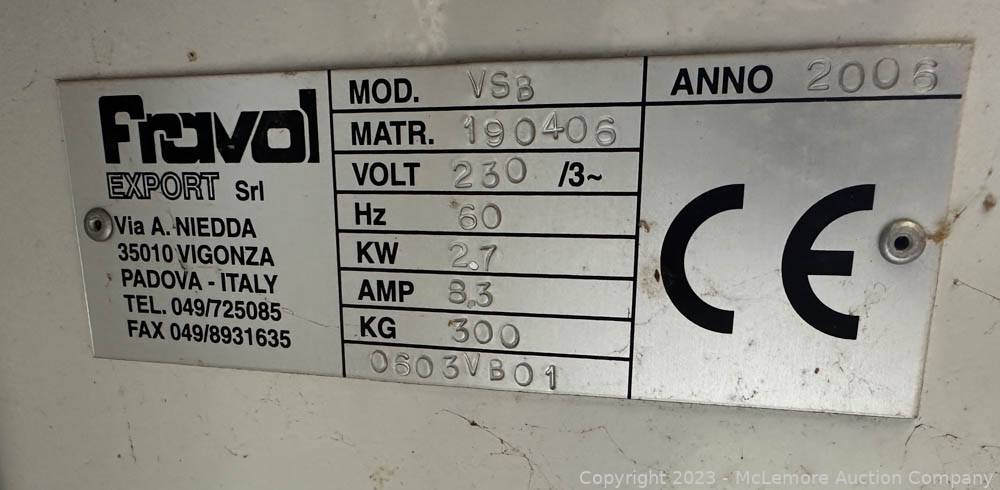 Fravol
EXPORT Srl
Via A. NIEDDA
35010 VIGONZA
PADOVA - ITALY
TEL. 049/725085
FAX 049/8931635
MOD. VSB
MATR. 190406
VOLT 230 /3~
Hz 60
KW 2.7
AMP 8.3
KG 300
0603VB01
ANNO 2006
CE
Copyright 2023 - McLemore Auction Company